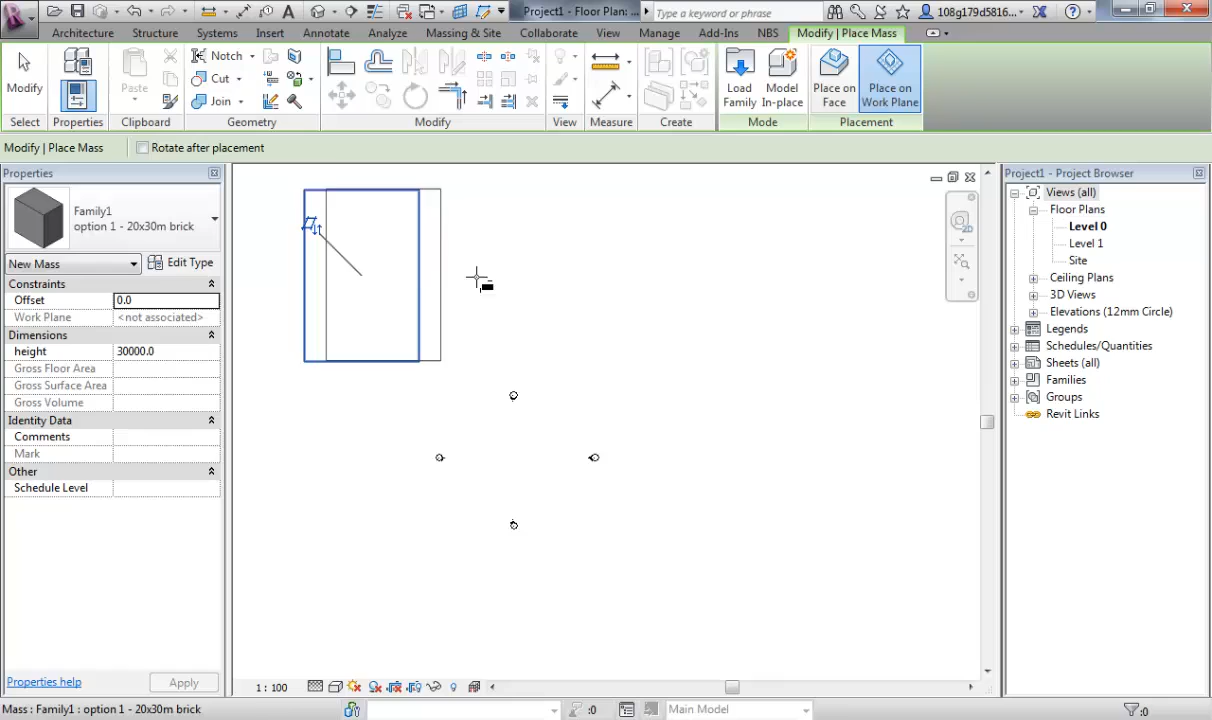 Project1 - Floor Plan: ...
Type a keyword or phrase
108g179d5816...
Architecture
Structure
Systems
Insert
Annotate
Analyze
Massing & Site
Collaborate
View
Manage
Add-Ins
NBS
Modify | Place Mass
Modify
Paste
Notch
Cut
Join
Load Family
Model In-place
Place on Face
Place on Work Plane
Select
Properties
Clipboard
Geometry
Modify
View
Measure
Create
Mode
Placement
Modify | Place Mass
Rotate after placement
Properties
Family1
option 1 - 20x30m brick
New Mass
Edit Type
Constraints
Offset 0.0
Work Plane <not associated>
Dimensions
height 30000.0
Gross Floor Area
Gross Surface Area
Gross Volume
Identity Data
Comments
Mark
Other
Schedule Level
Properties help
Apply
2D
Project1 - Project Browser
Views (all)
Floor Plans
Level 0
Level 1
Site
Ceiling Plans
3D Views
Elevations (12mm Circle)
Legends
Schedules/Quantities
Sheets (all)
Families
Groups
Revit Links
1 : 100
Mass : Family1 : option 1 - 20x30m brick
:0
Main Model
:0